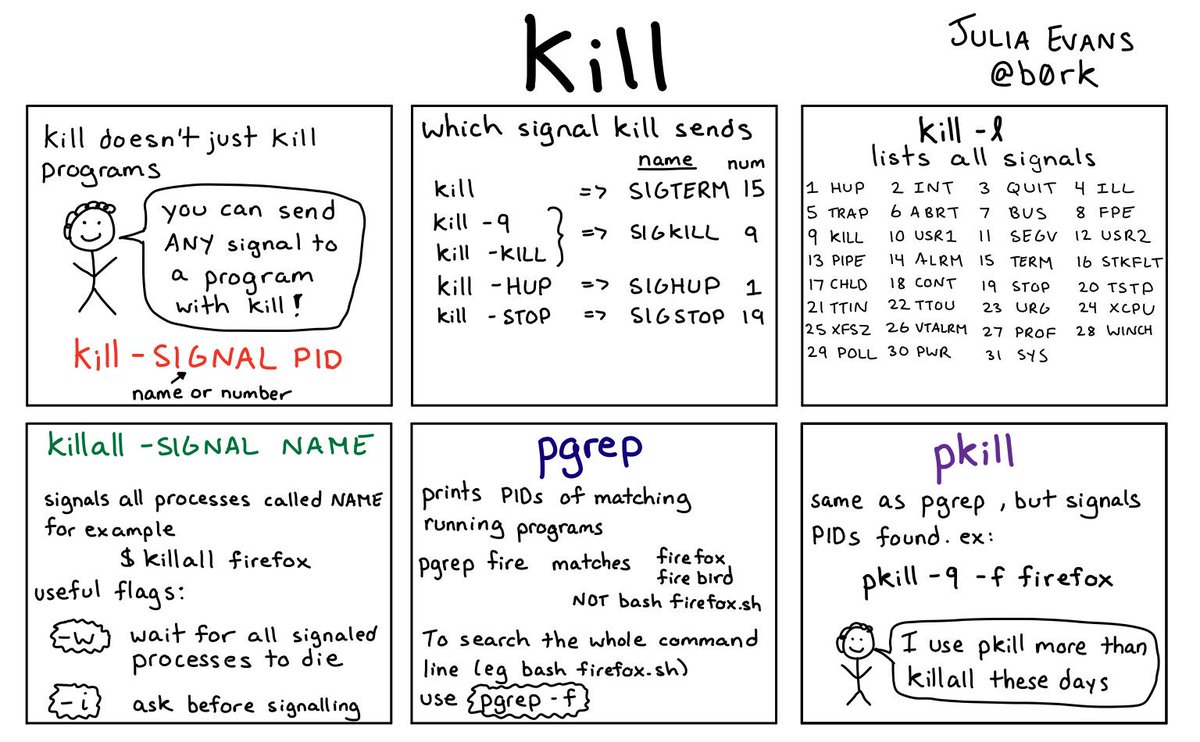 kill
JULIA EVANS
@b0rk
kill doesn't just kill
programs
you can send
ANY signal to
a program
with kill!
kill -SIGNAL PID
name or number
which signal kill sends
name num
kill => SIGTERM 15
kill -9
kill -KILL } => SIGKILL 9
kill -HUP => SIGHUP 1
kill -STOP => SIGSTOP 19
kill -l
lists all signals
1 HUP 2 INT 3 QUIT 4 ILL
5 TRAP 6 ABRT 7 BUS 8 FPE
9 KILL 10 USR1 11 SEGV 12 USR2
13 PIPE 14 ALRM 15 TERM 16 STKFLT
17 CHLD 18 CONT 19 STOP 20 TSTP
21 TTIN 22 TTOU 23 URG 24 XCPU
25 XFSZ 26 VTALRM 27 PROF 28 WINCH
29 POLL 30 PWR 31 SYS
killall -SIGNAL NAME
signals all processes called NAME
for example
$ killall firefox
useful flags:
-w wait for all signaled
processes to die
-i ask before signalling
pgrep
prints PIDs of matching
running programs
pgrep fire matches firefox
firebird
NOT bash firefox.sh
To search the whole command
line (eg bash firefox.sh)
use pgrep -f
pkill
same as pgrep, but signals
PIDs found. ex:
pkill -9 -f firefox
I use pkill more than
killall these days